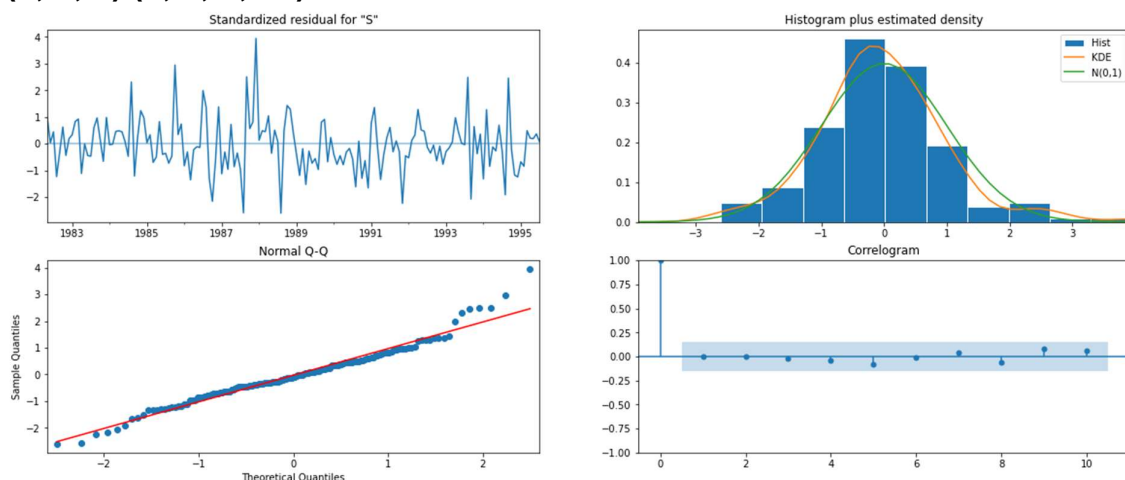 Standardized residual for "S"
4
3
2
1
0
−1
−2
1983 1985 1987 1989 1991 1993 1995
Histogram plus estimated density
Hist
KDE
N(0,1)
0.4
0.3
0.2
0.1
0.0
−3 −2 −1 0 1 2 3
Normal Q-Q
Sample Quantiles
4
3
2
1
0
−1
−2
−2 −1 0 1 2
Theoretical Quantiles
Correlogram
1.00
0.75
0.50
0.25
0.00
−0.25
−0.50
−0.75
−1.00
0 2 4 6 8 10